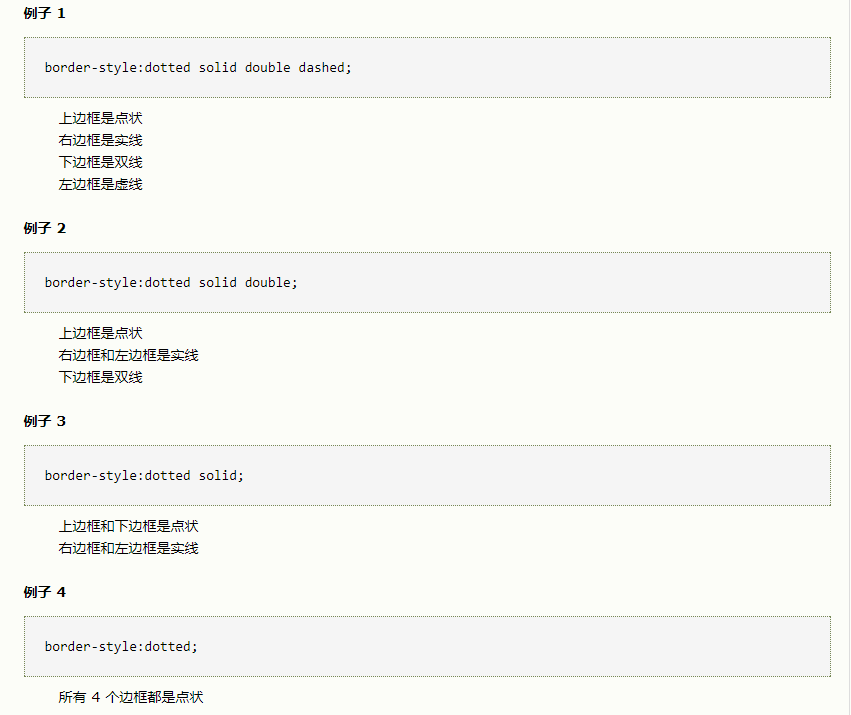 例子 1
border-style:dotted solid double dashed;
上边框是点状
右边框是实线
下边框是双线
左边框是虚线
例子 2
border-style:dotted solid double;
上边框是点状
右边框和左边框是实线
下边框是双线
例子 3
border-style:dotted solid;
上边框和下边框是点状
右边框和左边框是实线
例子 4
border-style:dotted;
所有 4 个边框都是点状